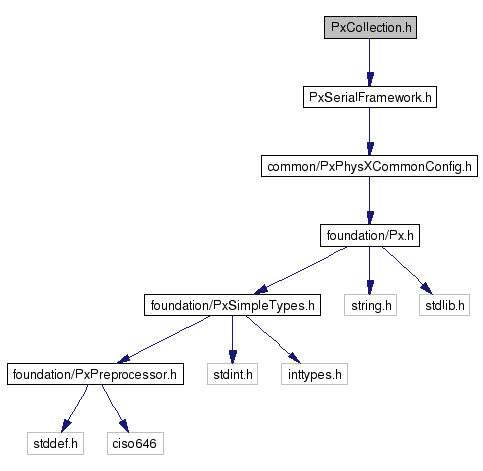 PxCollection.h
PxSerialFramework.h
common/PxPhysXCommonConfig.h
foundation/Px.h
foundation/PxSimpleTypes.h
string.h
stdlib.h
foundation/PxPreprocessor.h
stdint.h
inttypes.h
stddef.h
ciso646